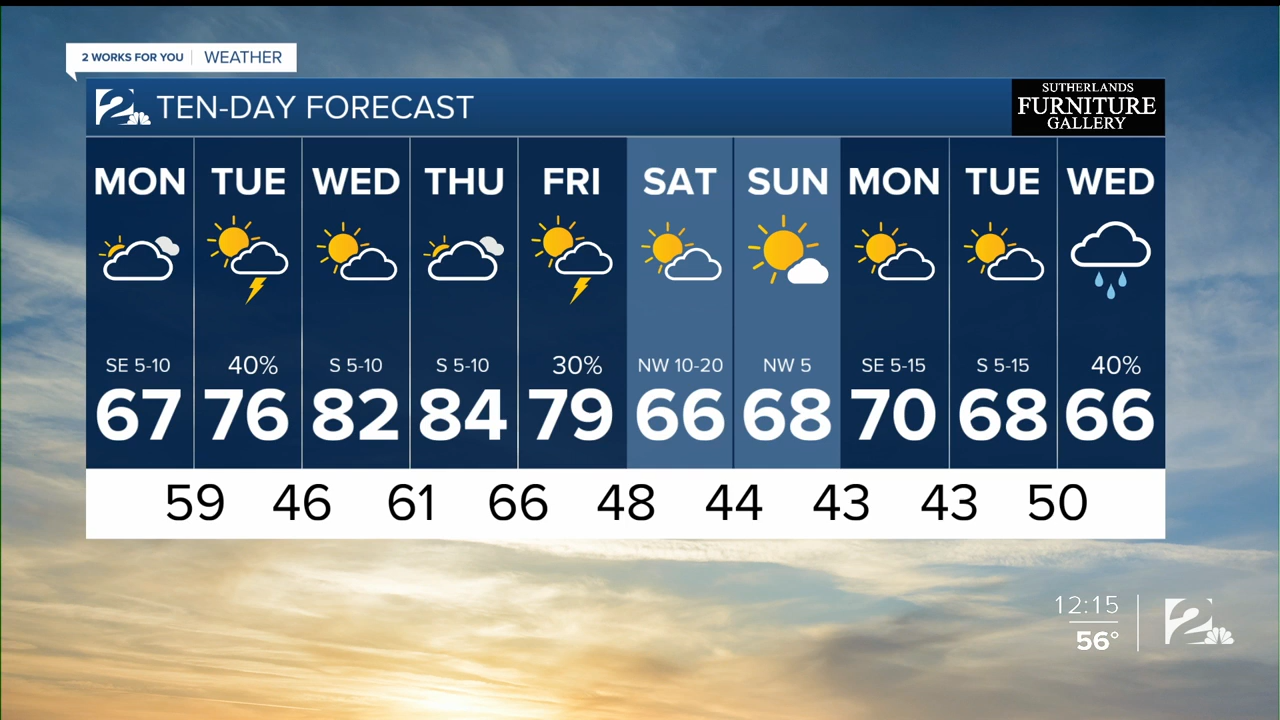 2 WORKS FOR YOU | WEATHER
2 TEN-DAY FORECAST
SUTHERLANDS
FURNITURE
GALLERY
MON TUE WED THU FRI SAT SUN MON TUE WED
SE 5-10 40% S 5-10 S 5-10 30% NW 10-20 NW 5 SE 5-15 S 5-15 40%
67 76 82 84 79 66 68 70 68 66
59 46 61 66 48 44 43 43 50
12:15
56°
2